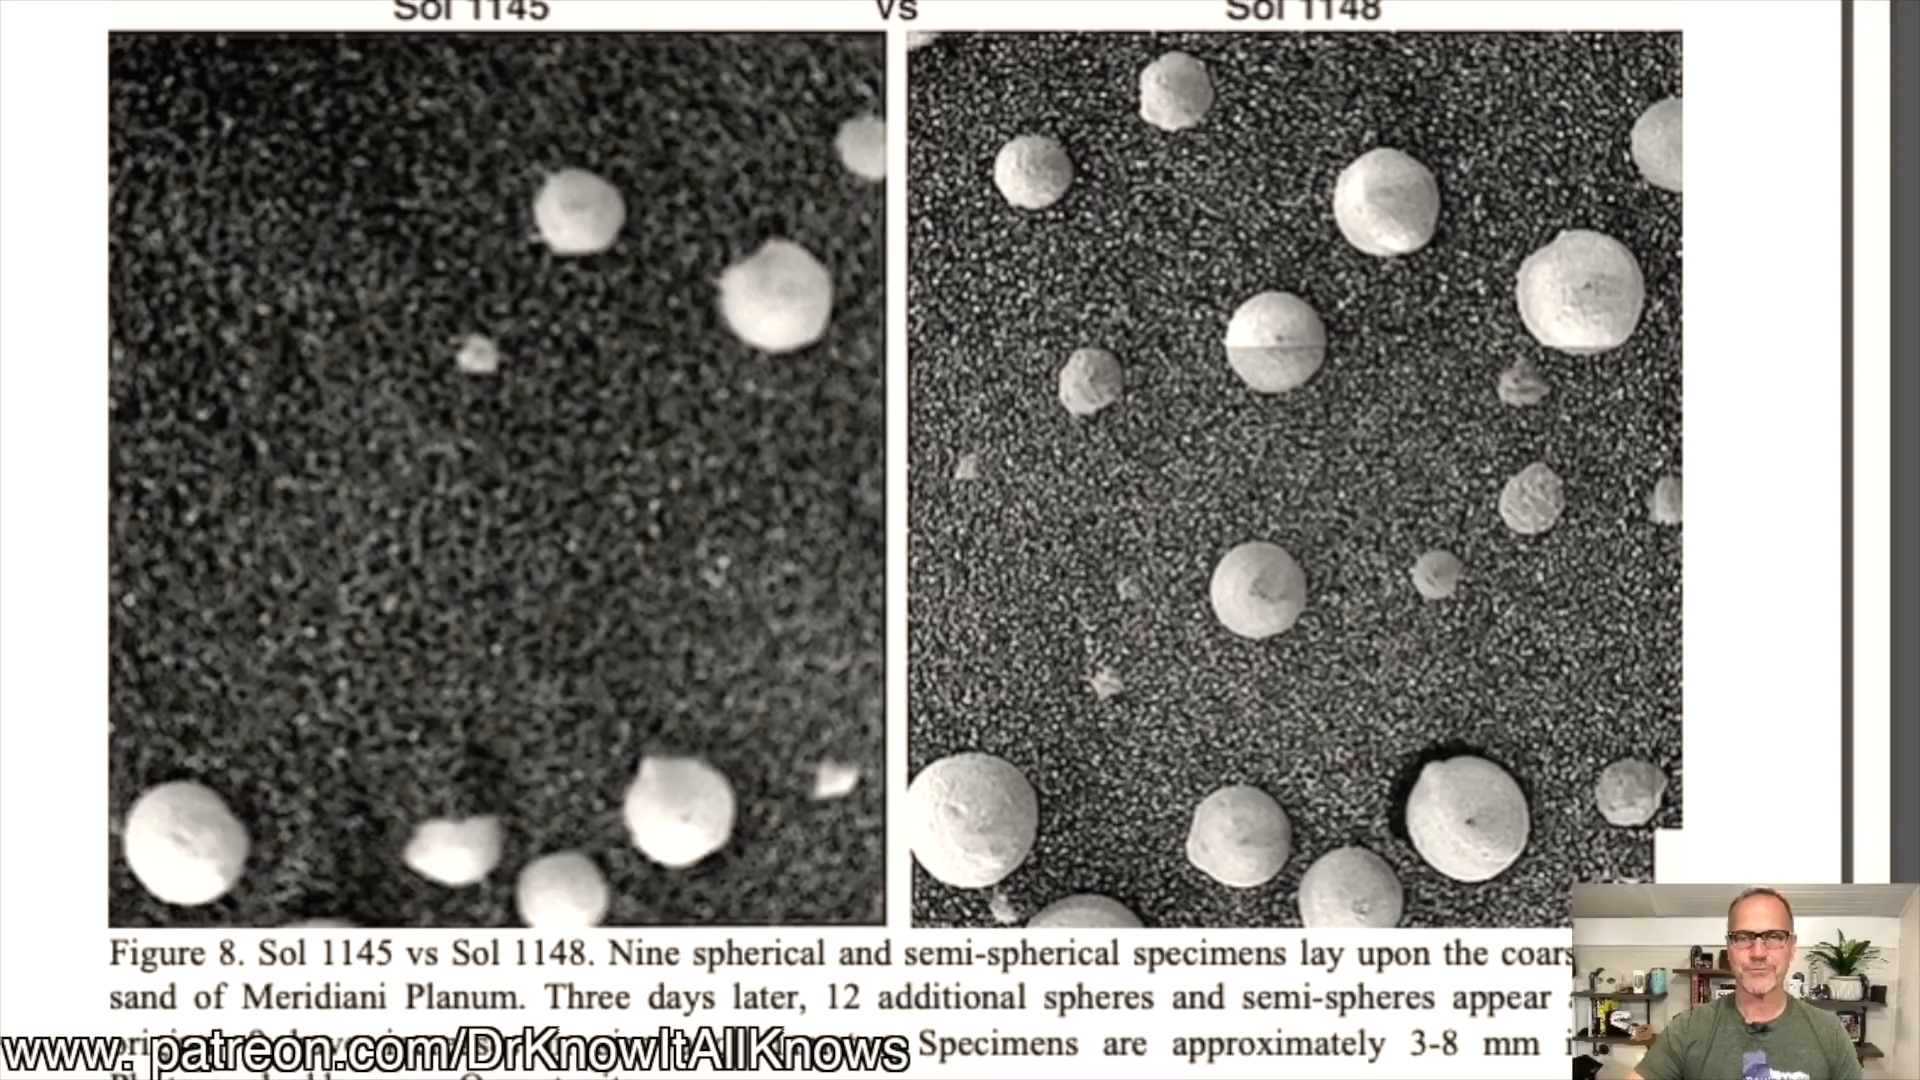 Sol 1145 vs Sol 1148
Figure 8. Sol 1145 vs Sol 1148. Nine spherical and semi-spherical specimens lay upon the
sand of Meridiani Planum. Three days later, 12 additional spheres and semi-spheres appear
www. patreon.com/DrKnowItAllKnows Specimens are approximately 3-8 mm